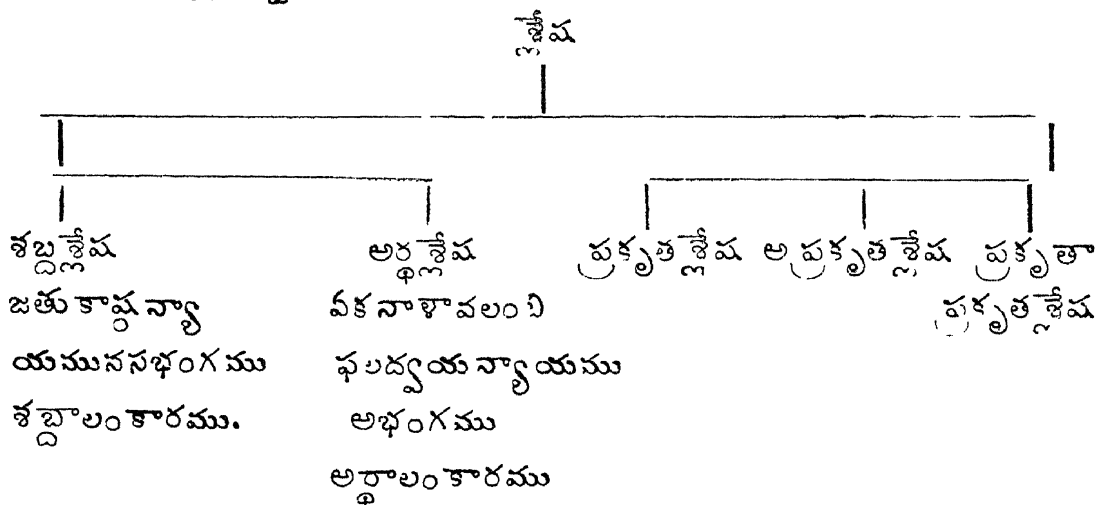 శ్లేష
శబ్దశ్లేష అర్థశ్లేష ప్రకృతశ్లేష అప్రకృతశ్లేష ప్రకృతా
జతు కాష్ఠ న్యా ఏకనాళావలంబి ప్రకృతశ్లేష
యమునసభంగము ఫలద్వయన్యాయము
శబ్దాలంకారము. అభంగము
అర్థాలంకారము